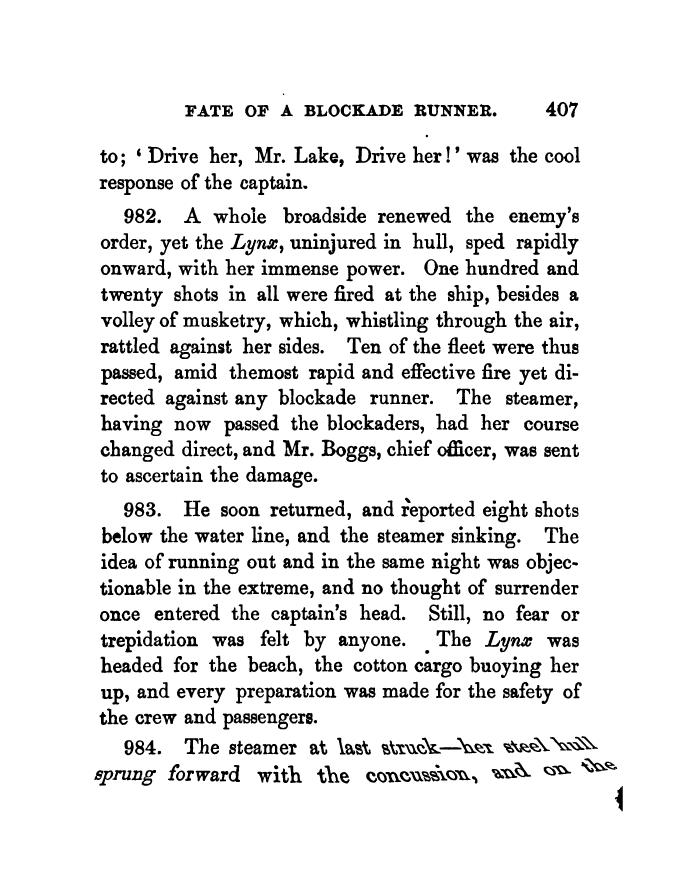 FATE OF A BLOCKADE RUNNER. 407
to; ‘ Drive her, Mr. Lake, Drive her!’ was the cool
response of the captain.
982. A whole broadside renewed the enemy’s
order, yet the Lynx, uninjured in hull, sped rapidly
onward, with her immense power. One hundred and
twenty shots in all were fired at the ship, besides a
volley of musketry, which, whistling through the air,
rattled against her sides. Ten of the fleet were thus
passed, amid themost rapid and effective fire yet di-
rected against any blockade runner. The steamer,
having now passed the blockaders, had her course
changed direct, and Mr. Boggs, chief officer, was sent
to ascertain the damage.
983. He soon returned, and reported eight shots
below the water line, and the steamer sinking. The
idea of running out and in the same night was objec-
tionable in the extreme, and no thought of surrender
once entered the captain’s head. Still, no fear or
trepidation was felt by anyone. The Lynx was
headed for the beach, the cotton cargo buoying her
up, and every preparation was made for the safety of
the crew and passengers.
984. The steamer at last struck—her steel hull
sprung forward with the concussion, and on the